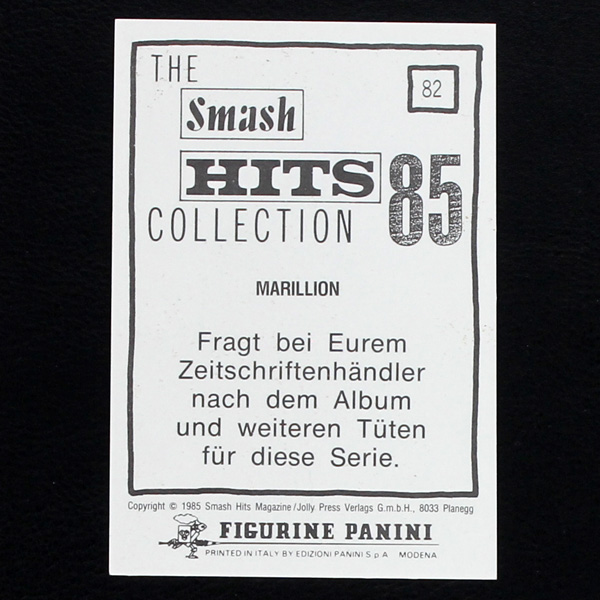 THE
82
Smash
HITS 85
COLLECTION
MARILLION
Fragt bei Eurem
Zeitschriftenhändler
nach dem Album
und weiteren Tüten
für diese Serie.
Copyright © 1985 Smash Hits Magazine/Jolly Press Verlags G.m.b.H., 8033 Planegg
FIGURINE PANINI
PRINTED IN ITALY BY EDIZIONI PANINI S.p.A. MODENA